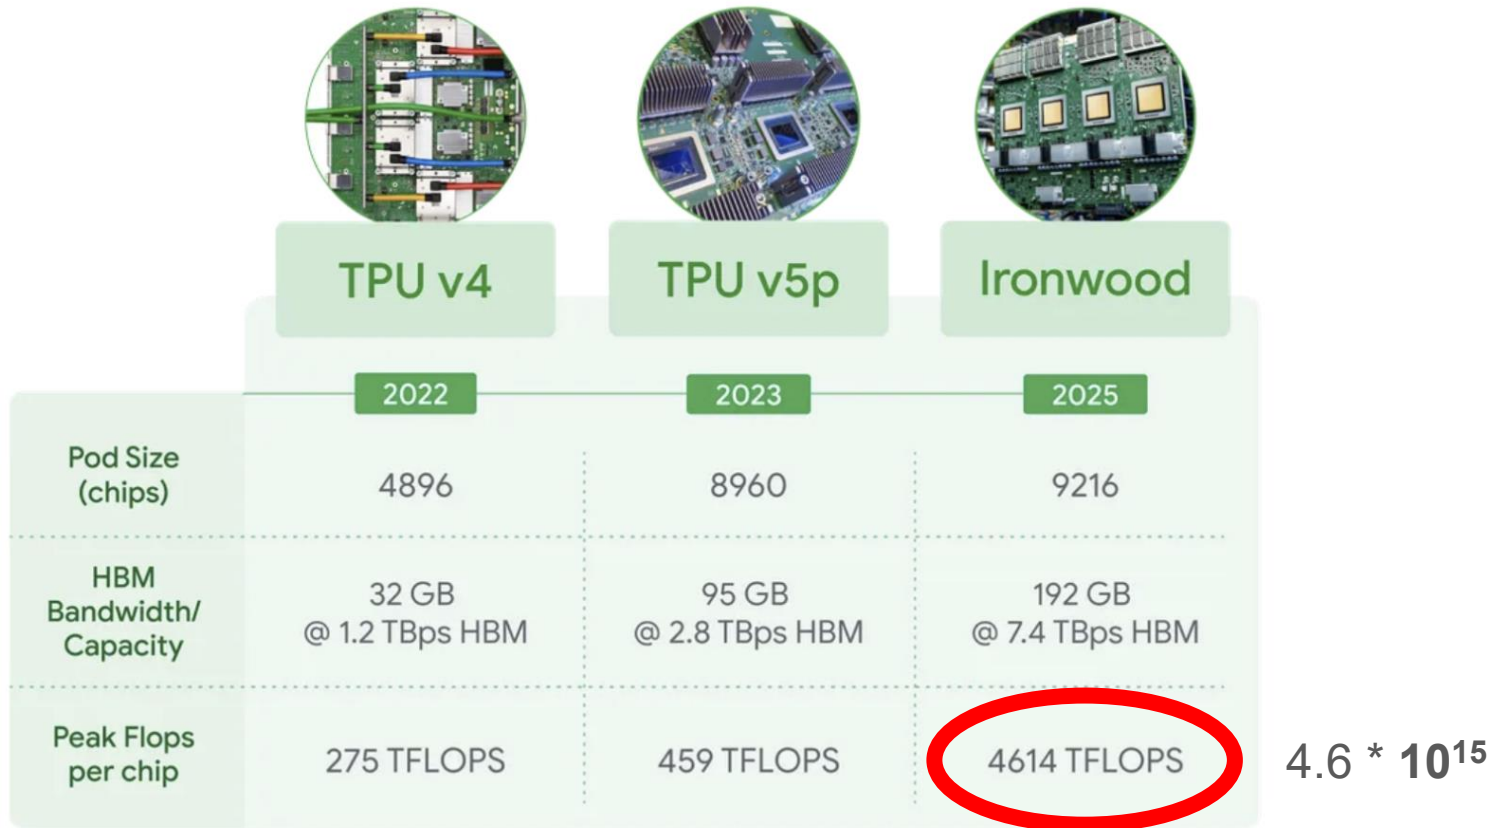 TPU v4
TPU v5p
Ironwood
2022
2023
2025
Pod Size
(chips)
4896
8960
9216
HBM
Bandwidth/
Capacity
32 GB
@ 1.2 TBps HBM
95 GB
@ 2.8 TBps HBM
192 GB
@ 7.4 TBps HBM
Peak Flops
per chip
275 TFLOPS
459 TFLOPS
4614 TFLOPS
4.6 * 10¹⁵